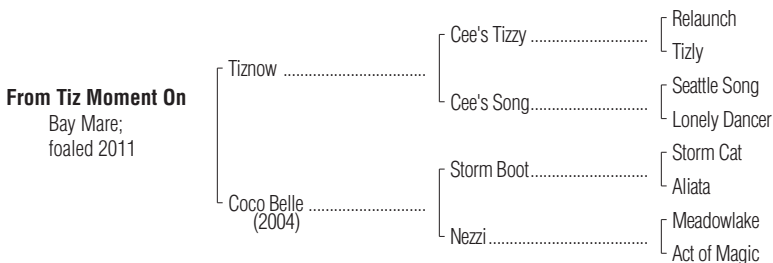 From Tiz Moment On
Bay Mare;
foaled 2011
Tiznow ........................................
Coco Belle .................................
(2004)
Cee's Tizzy .................................
Cee's Song.................................
Storm Boot.................................
Nezzi .............................................
Relaunch
Tizly
Seattle Song
Lonely Dancer
Storm Cat
Aliata
Meadowlake
Act of Magic